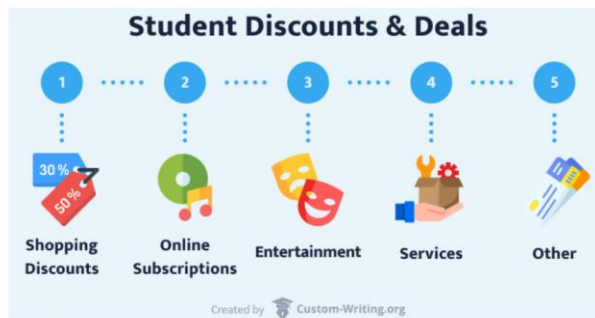 Student Discounts & Deals
1 2 3 4 5
30%
50%
Shopping
Discounts
Online
Subscriptions
Entertainment
Services
Other
Created by Custom-Writing.org